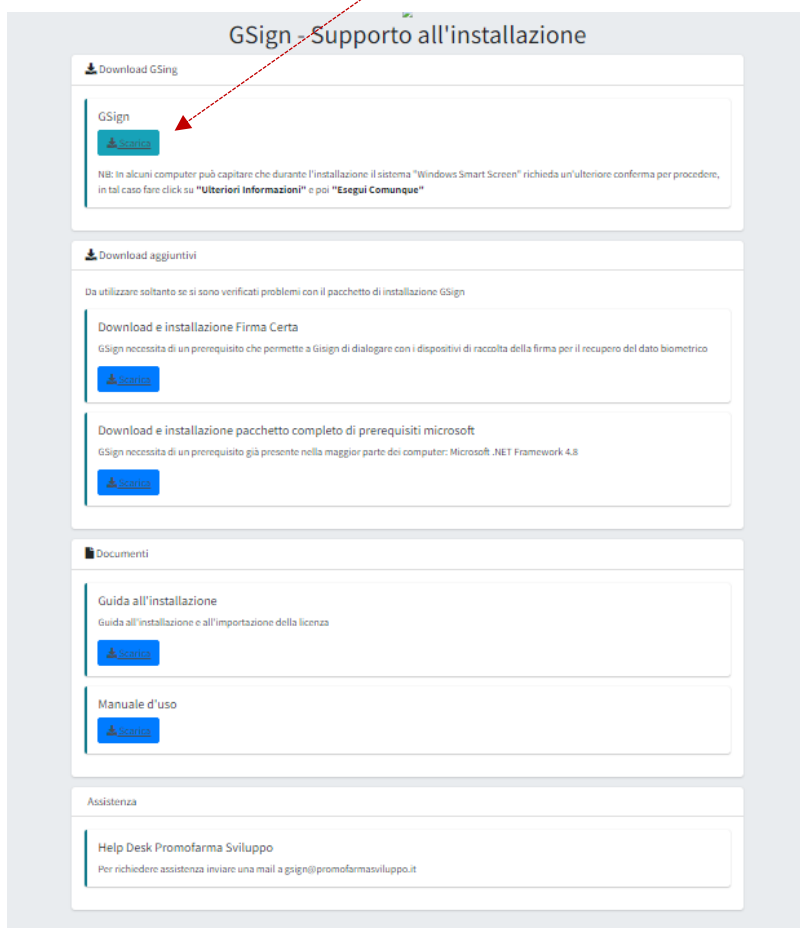 GSign - Supporto all'installazione
Download GSing
GSign
Scarica
NB: In alcuni computer può capitare che durante l'installazione il sistema "Windows Smart Screen" richieda un'ulteriore conferma per procedere,
in tal caso fare click su "Ulteriori Informazioni" e poi "Esegui Comunque"
Download aggiuntivi
Da utilizzare soltanto se si sono verificati problemi con il pacchetto di installazione GSign
Download e installazione Firma Certa
GSign necessita di un prerequisito che permette a Gisign di dialogare con i dispositivi di raccolta della firma per il recupero del dato biometrico
Scarica
Download e installazione pacchetto completo di prerequisiti microsoft
GSign necessita di un prerequisito già presente nella maggior parte dei computer: Microsoft .NET Framework 4.8
Scarica
Documenti
Guida all'installazione
Guida all'installazione e all'importazione della licenza
Scarica
Manuale d'uso
Scarica
Assistenza
Help Desk Promofarma Sviluppo
Per richiedere assistenza inviare una mail a gsign@promofarmasviluppo.it